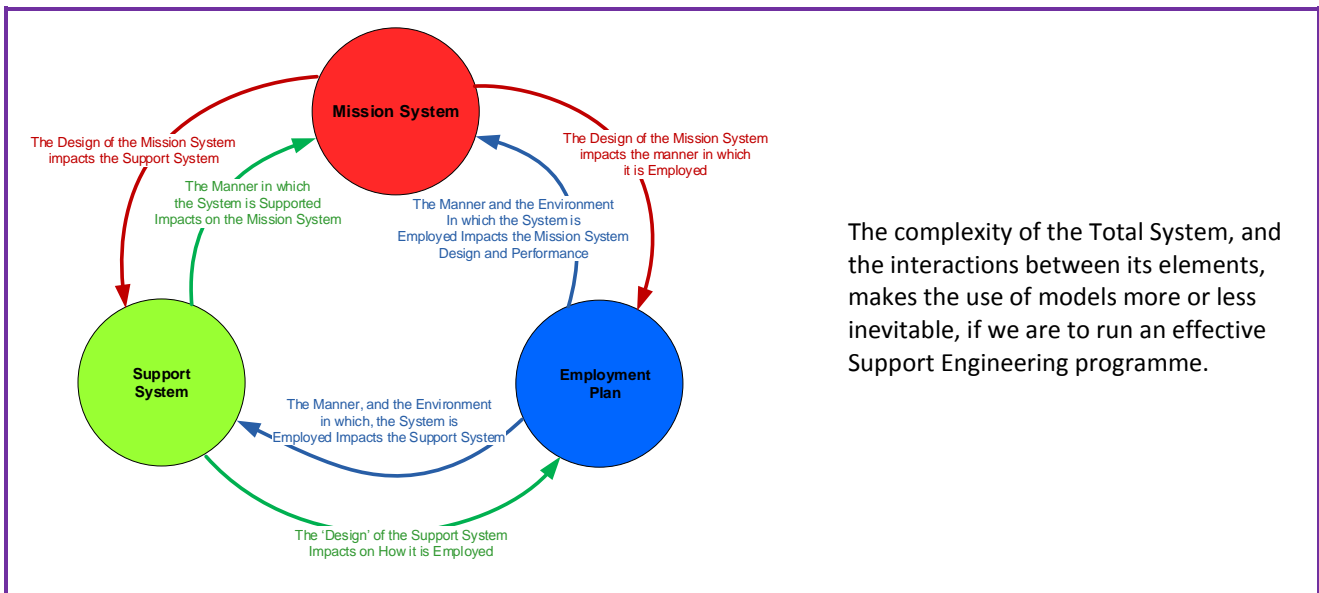 Mission System
The Design of the Mission System
impacts the Support System
The Design of the Mission System
impacts the manner in which
it is Employed
The Manner in which
the System is Supported
Impacts on the Mission System
The Manner and the Environment
In which the System is
Employed Impacts the Mission System
Design and Performance
Support
System
Employment
Plan
The Manner, and the Environment
in which, the System is
Employed Impacts the Support System
The ‘Design’ of the Support System
Impacts on How it is Employed
The complexity of the Total System, and
the interactions between its elements,
makes the use of models more or less
inevitable, if we are to run an effective
Support Engineering programme.